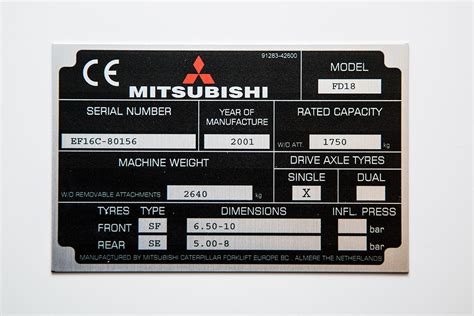 CE
91283-42600
MITSUBISHI
MODEL
FD18
SERIAL NUMBER
EF16C-80156
YEAR OF
MANUFACTURE
2001
RATED CAPACITY
W/O ATT. 1750 kg
MACHINE WEIGHT
W/O REMOVABLE ATTACHMENTS 2640 kg
DRIVE AXLE TYRES
SINGLE DUAL
X
TYRES TYPE DIMENSIONS INFL. PRESS
FRONT SF 6.50-10 bar
REAR SE 5.00-8 bar
MANUFACTURED BY MITSUBISHI CATERPILLAR FORKLIFT EUROPE BC. ALMERE THE NETHERLANDS